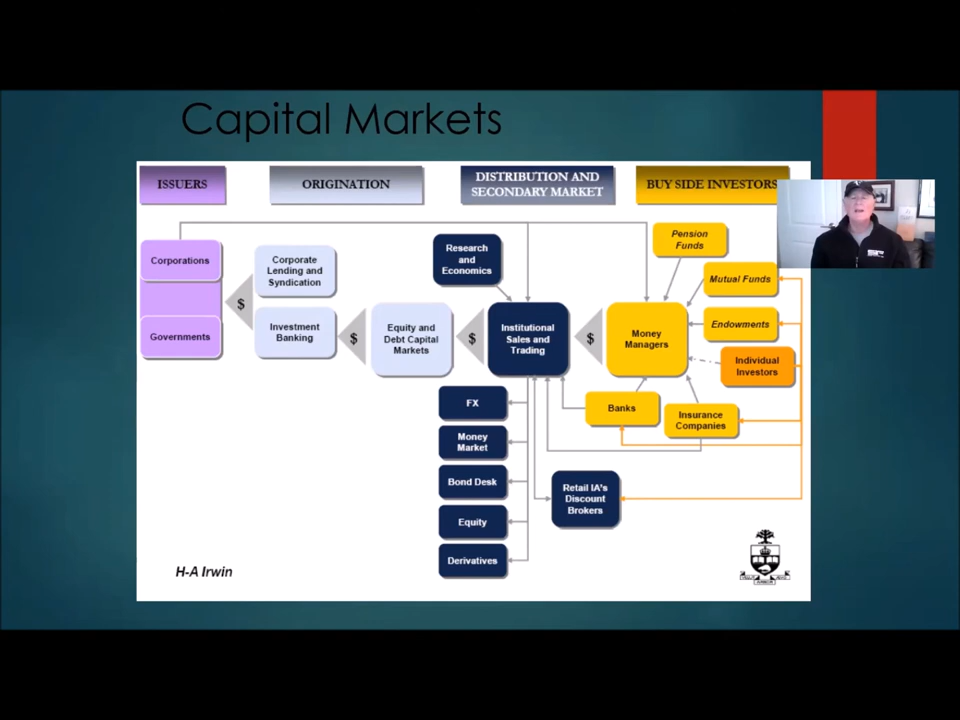 Capital Markets
ISSUERS
ORIGINATION
DISTRIBUTION AND
SECONDARY MARKET
BUY SIDE INVESTORS
Corporations
Governments
$
Corporate
Lending and
Syndication
Investment
Banking
$
Equity and
Debt Capital
Markets
$
Research
and
Economics
Institutional
Sales and
Trading
$
Money
Managers
Pension
Funds
Mutual Funds
Endowments
Individual
Investors
Banks
Insurance
Companies
FX
Money
Market
Bond Desk
Equity
Derivatives
Retail IA's
Discount
Brokers
H-A Irwin